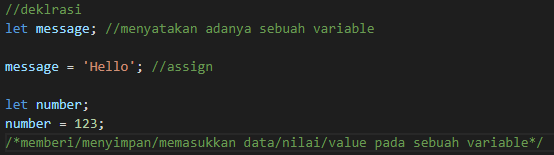 //deklrasi
let message; //menyatakan adanya sebuah variable
message = 'Hello'; //assign
let number;
number = 123;
/*memberi/menyimpan/memasukkan data/nilai/value pada sebuah variable*/